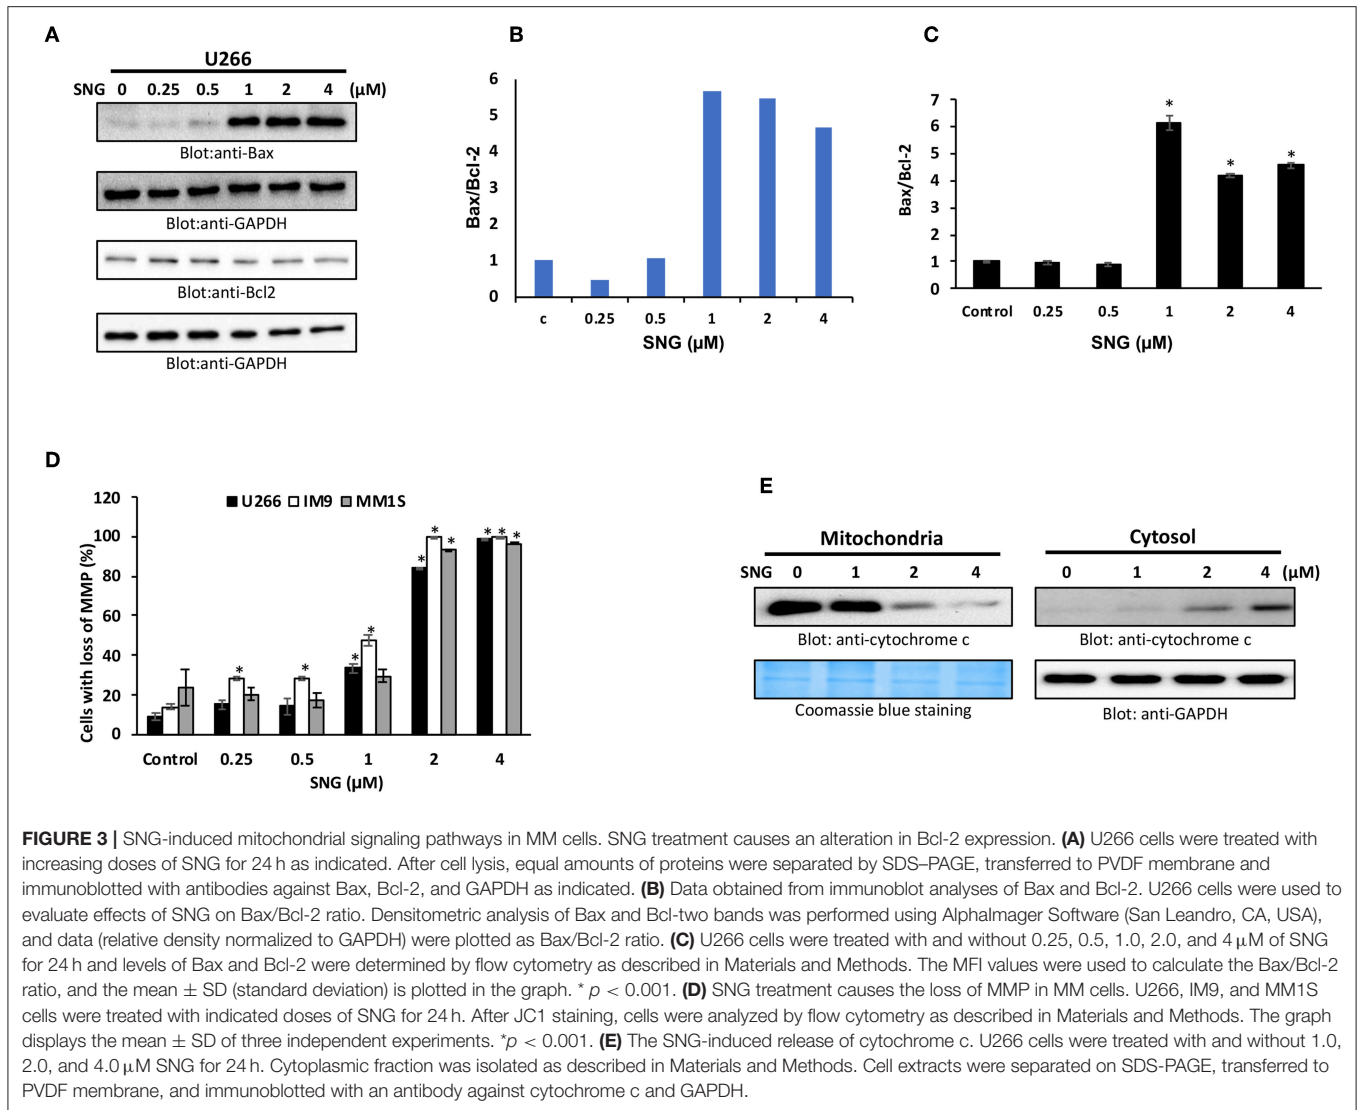 A
U266
SNG 0 0.25 0.5 1 2 4 (µM)
Blot:anti-Bax
Blot:anti-GAPDH
Blot:anti-Bcl2
Blot:anti-GAPDH
B
Bax/Bcl-2
6
5
4
3
2
1
0
c 0.25 0.5 1 2 4
SNG (µM)
C
Bax/Bcl-2
7
6
5
4
3
2
1
0
* * *
Control 0.25 0.5 1 2 4
SNG (µM)
D
Cells with loss of MMP (%)
120
100
80
60
40
20
0
U266 IM9 MM1S
* * * * * * * * * *
Control 0.25 0.5 1 2 4
SNG (µM)
E
Mitochondria
SNG 0 1 2 4
Blot: anti-cytochrome c
Coomassie blue staining
Cytosol
0 1 2 4 (µM)
Blot: anti-cytochrome c
Blot: anti-GAPDH
FIGURE 3 | SNG-induced mitochondrial signaling pathways in MM cells. SNG treatment causes an alteration in Bcl-2 expression. (A) U266 cells were treated with
increasing doses of SNG for 24 h as indicated. After cell lysis, equal amounts of proteins were separated by SDS–PAGE, transferred to PVDF membrane and
immunoblotted with antibodies against Bax, Bcl-2, and GAPDH as indicated. (B) Data obtained from immunoblot analyses of Bax and Bcl-2. U266 cells were used to
evaluate effects of SNG on Bax/Bcl-2 ratio. Densitometric analysis of Bax and Bcl-two bands was performed using AlphaImager Software (San Leandro, CA, USA),
and data (relative density normalized to GAPDH) were plotted as Bax/Bcl-2 ratio. (C) U266 cells were treated with and without 0.25, 0.5, 1.0, 2.0, and 4 µM of SNG
for 24 h and levels of Bax and Bcl-2 were determined by flow cytometry as described in Materials and Methods. The MFI values were used to calculate the Bax/Bcl-2
ratio, and the mean ± SD (standard deviation) is plotted in the graph. * p < 0.001. (D) SNG treatment causes the loss of MMP in MM cells. U266, IM9, and MM1S
cells were treated with indicated doses of SNG for 24 h. After JC1 staining, cells were analyzed by flow cytometry as described in Materials and Methods. The graph
displays the mean ± SD of three independent experiments. *p < 0.001. (E) The SNG-induced release of cytochrome c. U266 cells were treated with and without 1.0,
2.0, and 4.0 µM SNG for 24 h. Cytoplasmic fraction was isolated as described in Materials and Methods. Cell extracts were separated on SDS-PAGE, transferred to
PVDF membrane, and immunoblotted with an antibody against cytochrome c and GAPDH.